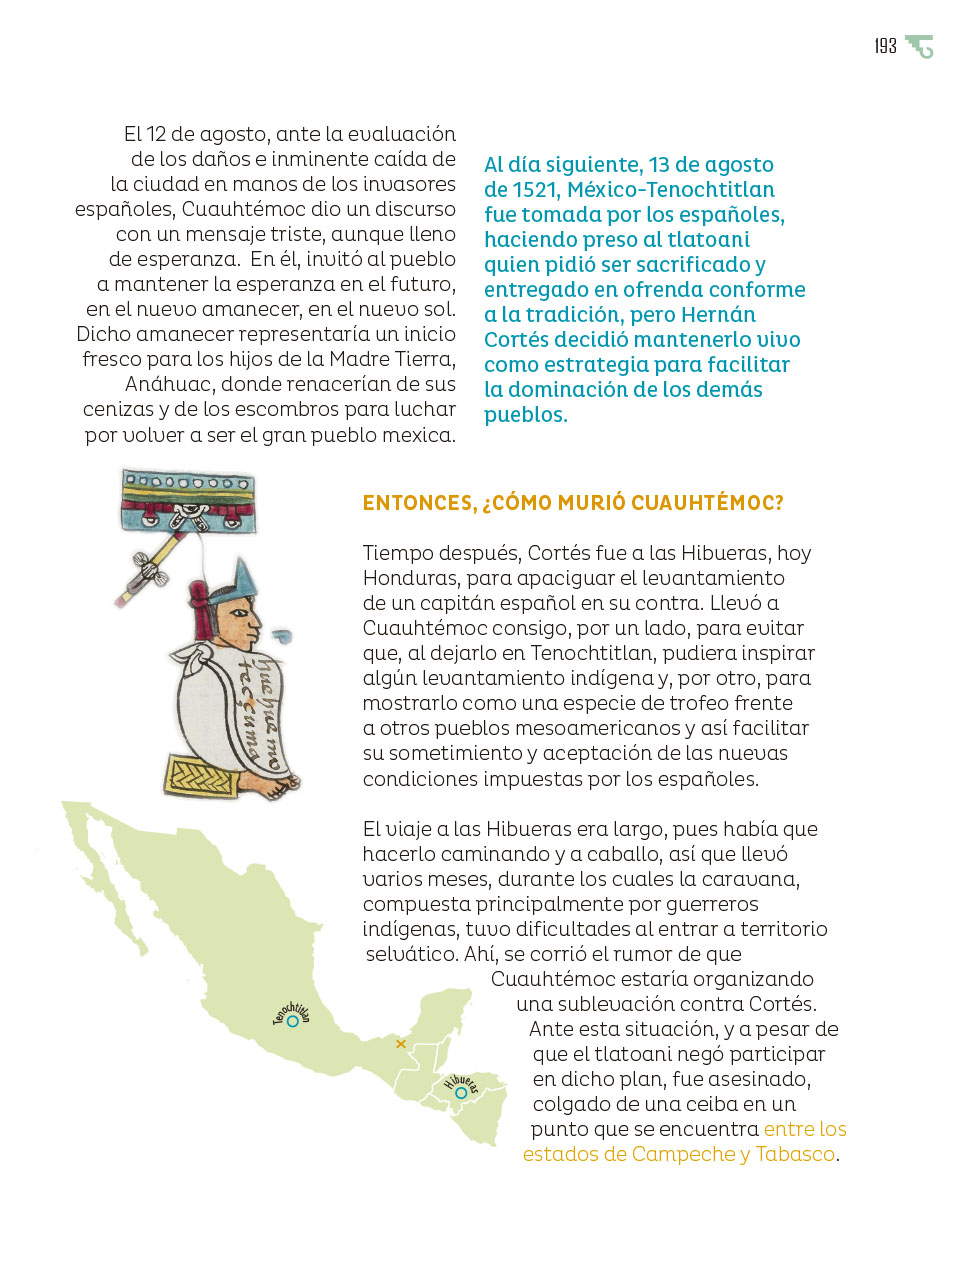 193
El 12 de agosto, ante la evaluación
de los daños e inminente caída de
la ciudad en manos de los invasores
españoles, Cuauhtémoc dio un discurso
con un mensaje triste, aunque lleno
de esperanza. En él, invitó al pueblo
a mantener la esperanza en el futuro,
en el nuevo amanecer, en el nuevo sol.
Dicho amanecer representaría un inicio
fresco para los hijos de la Madre Tierra,
Anáhuac, donde renacerían de sus
cenizas y de los escombros para luchar
por volver a ser el gran pueblo mexica.
Al día siguiente, 13 de agosto
de 1521, México-Tenochtitlan
fue tomada por los españoles,
haciendo preso al tlatoani
quien pidió ser sacrificado y
entregado en ofrenda conforme
a la tradición, pero Hernán
Cortés decidió mantenerlo vivo
como estrategia para facilitar
la dominación de los demás
pueblos.
ENTONCES, ¿CÓMO MURIÓ CUAUHTÉMOC?
Tiempo después, Cortés fue a las Hibueras, hoy
Honduras, para apaciguar el levantamiento
de un capitán español en su contra. Llevó a
Cuauhtémoc consigo, por un lado, para evitar
que, al dejarlo en Tenochtitlan, pudiera inspirar
algún levantamiento indígena y, por otro, para
mostrarlo como una especie de trofeo frente
a otros pueblos mesoamericanos y así facilitar
su sometimiento y aceptación de las nuevas
condiciones impuestas por los españoles.
El viaje a las Hibueras era largo, pues había que
hacerlo caminando y a caballo, así que llevó
varios meses, durante los cuales la caravana,
compuesta principalmente por guerreros
indígenas, tuvo dificultades al entrar a territorio
selvático. Ahí, se corrió el rumor de que
Cuauhtémoc estaría organizando
una sublevación contra Cortés.
Ante esta situación, y a pesar de
que el tlatoani negó participar
en dicho plan, fue asesinado,
colgado de una ceiba en un
punto que se encuentra entre los
estados de Campeche y Tabasco.
huehue mo
tecçuma
Tenochtitlan
Hibueras